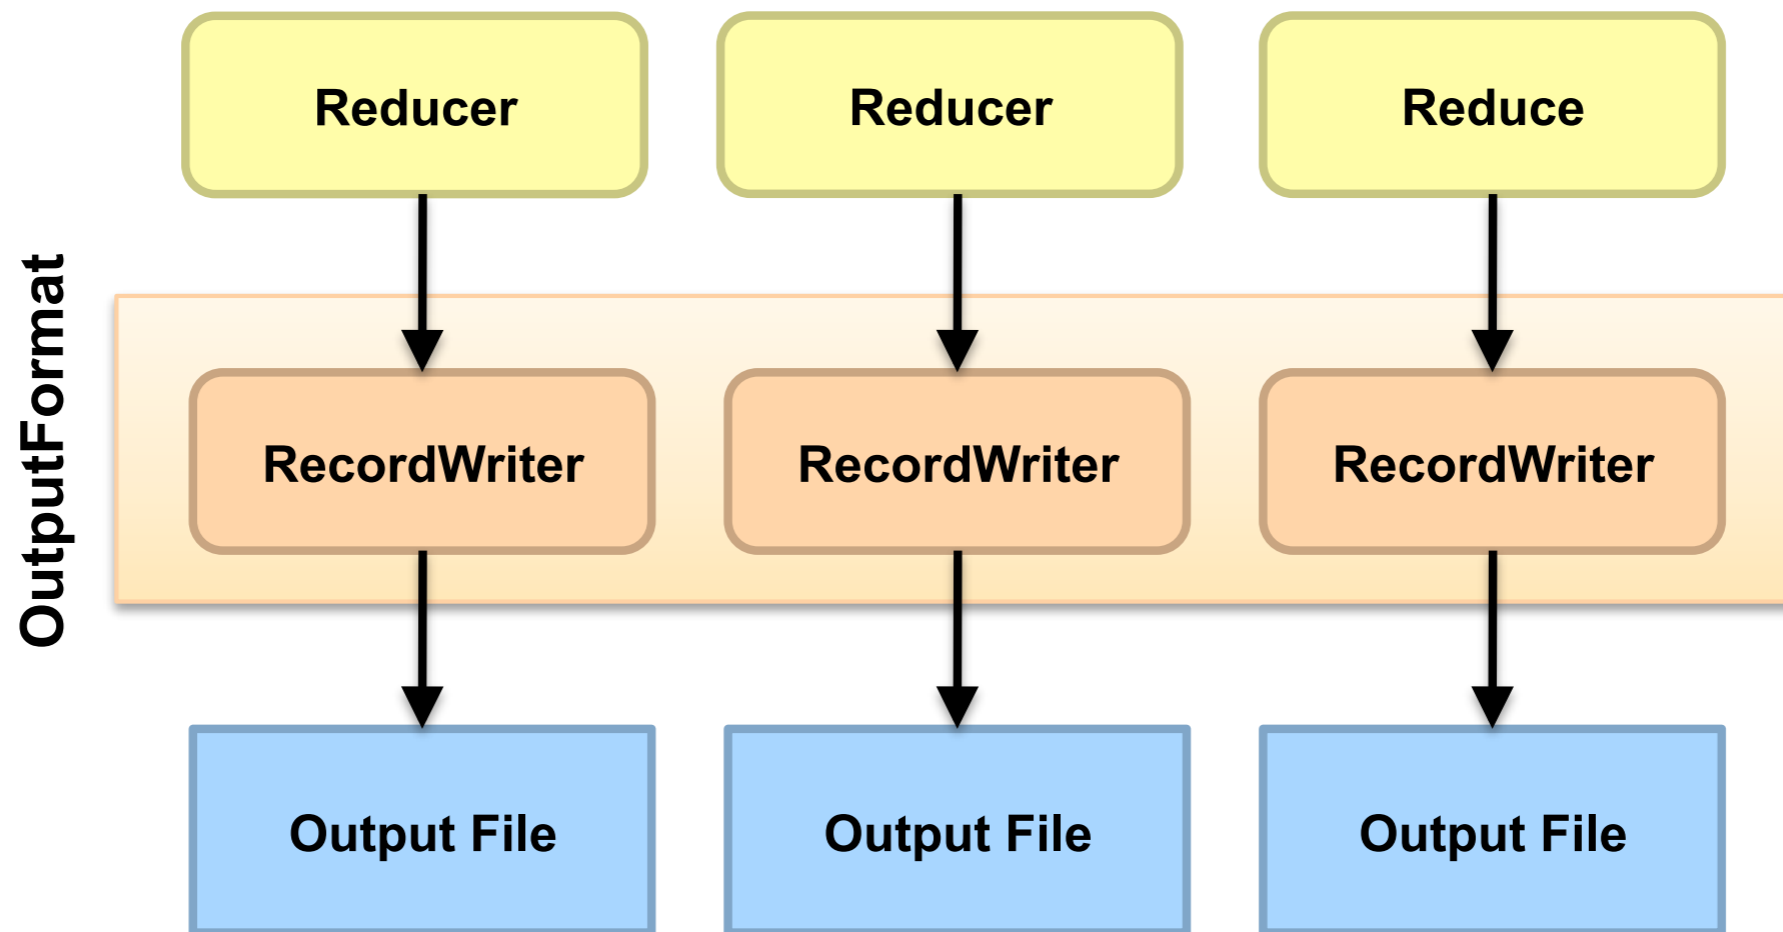 Reducer
Reducer
Reduce
OutputFormat
RecordWriter
RecordWriter
RecordWriter
Output File
Output File
Output File